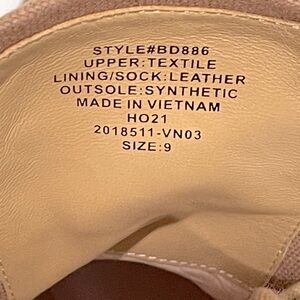 STYLE#BD886
UPPER:TEXTILE
LINING/SOCK:LEATHER
OUTSOLE:SYNTHETIC
MADE IN VIETNAM
HO21
2018511-VN03
SIZE:9